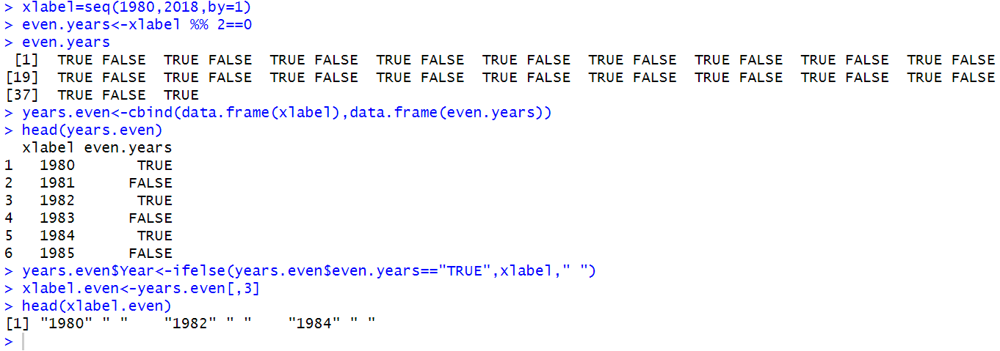 > xlabel=seq(1980,2018,by=1)
> even.years<-xlabel %% 2==0
> even.years
 [1]  TRUE FALSE  TRUE FALSE  TRUE FALSE  TRUE FALSE  TRUE FALSE  TRUE FALSE  TRUE FALSE  TRUE FALSE  TRUE FALSE
[19]  TRUE FALSE  TRUE FALSE  TRUE FALSE  TRUE FALSE  TRUE FALSE  TRUE FALSE  TRUE FALSE  TRUE FALSE  TRUE FALSE
[37]  TRUE FALSE  TRUE
> years.even<-cbind(data.frame(xlabel),data.frame(even.years))
> head(years.even)
  xlabel even.years
1   1980       TRUE
2   1981      FALSE
3   1982       TRUE
4   1983      FALSE
5   1984       TRUE
6   1985      FALSE
> years.even$Year<-ifelse(years.even$even.years=="TRUE",xlabel," ")
> xlabel.even<-years.even[,3]
> head(xlabel.even)
[1] "1980" " "    "1982" " "    "1984" " "
>